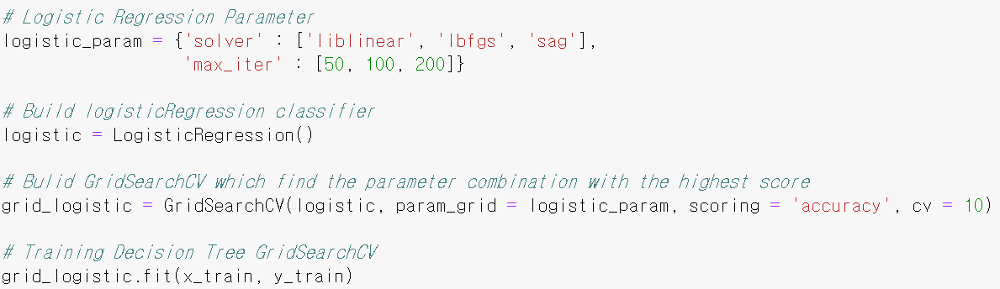 # Logistic Regression Parameter
logistic_param = {'solver' : ['liblinear', 'lbfgs', 'sag'],
'max_iter' : [50, 100, 200]}
# Build logisticRegression classifier
logistic = LogisticRegression()
# Bulid GridSearchCV which find the parameter combination with the highest score
grid_logistic = GridSearchCV(logistic, param_grid = logistic_param, scoring = 'accuracy', cv = 10)
# Training Decision Tree GridSearchCV
grid_logistic.fit(x_train, y_train)